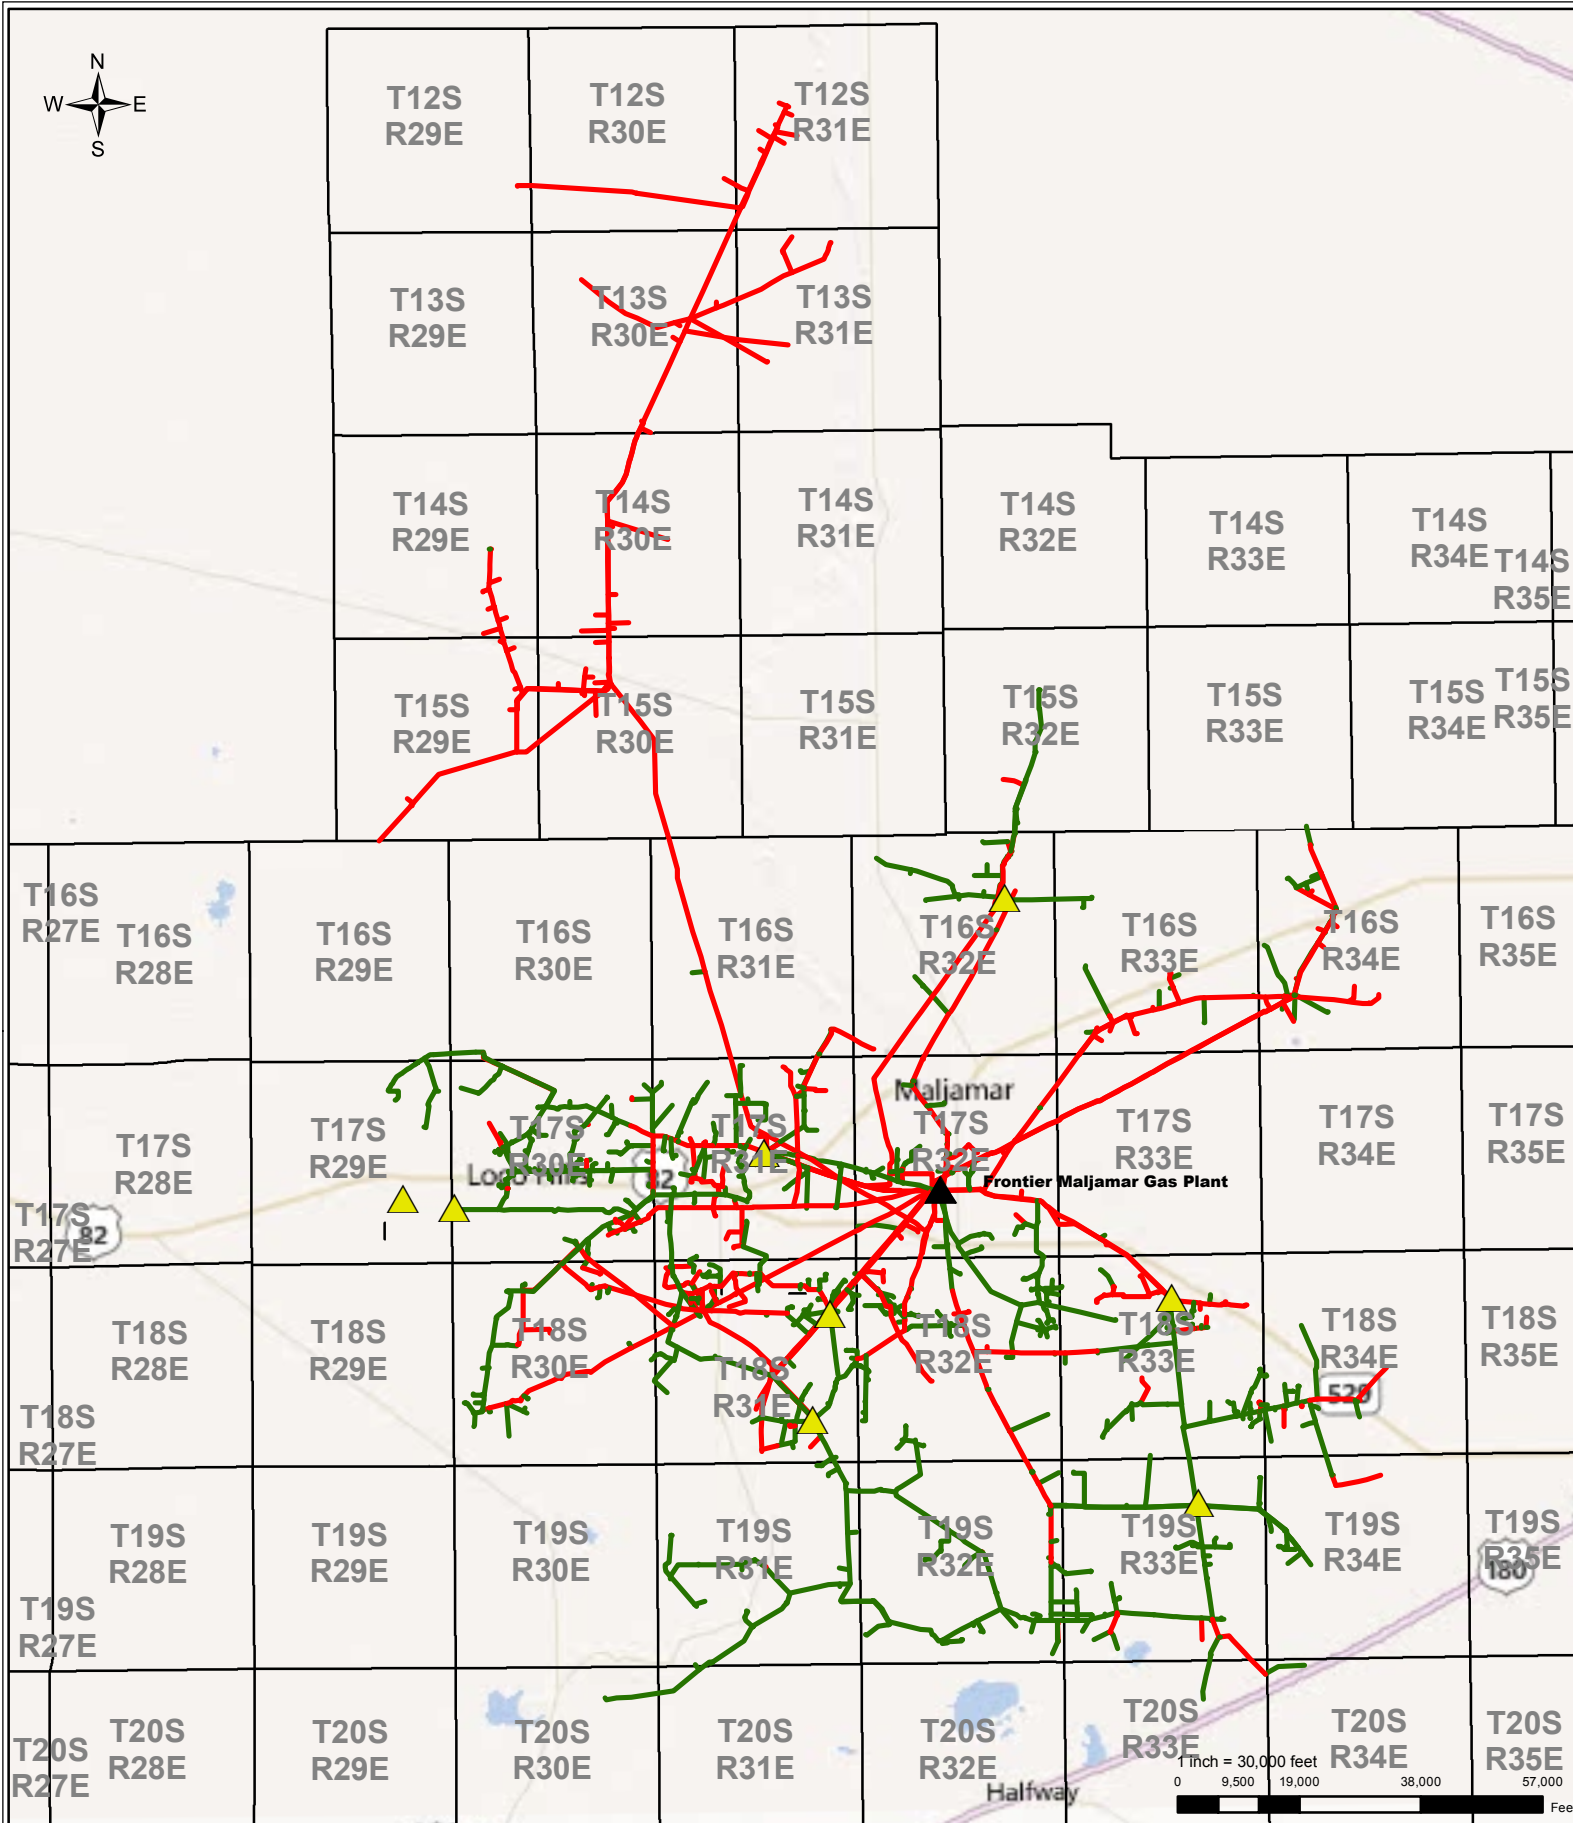 N
W E
S
T12S
R29E
T12S
R30E
T12S
R31E
T13S
R29E
T13S
R30E
T13S
R31E
T14S
R29E
T14S
R30E
T14S
R31E
T14S
R32E
T14S
R33E
T14S
R34E
T14S
R35E
T15S
R29E
T15S
R30E
T15S
R31E
T15S
R32E
T15S
R33E
T15S
R34E
T15S
R35E
T16S
R27E
T16S
R28E
T16S
R29E
T16S
R30E
T16S
R31E
T16S
R32E
T16S
R33E
T16S
R34E
T16S
R35E
Maljamar
T17S
R28E
T17S
R29E
T17S
R30E
Loco Hills
82
T17S
R31E
T17S
R32E
T17S
R33E
T17S
R34E
T17S
R35E
Frontier Maljamar Gas Plant
T17S
R27E
82
T18S
R28E
T18S
R29E
T18S
R30E
T18S
R31E
T18S
R32E
T18S
R33E
T18S
R34E
T18S
R35E
529
T18S
R27E
T19S
R28E
T19S
R29E
T19S
R30E
T19S
R31E
T19S
R32E
T19S
R33E
T19S
R34E
T19S
R35E
180
T19S
R27E
T20S
R27E
T20S
R28E
T20S
R29E
T20S
R30E
T20S
R31E
T20S
R32E
T20S
R33E
T20S
R34E
T20S
R35E
Halfway
1 inch = 30,000 feet
0 9,500 19,000 38,000 57,000
Fee